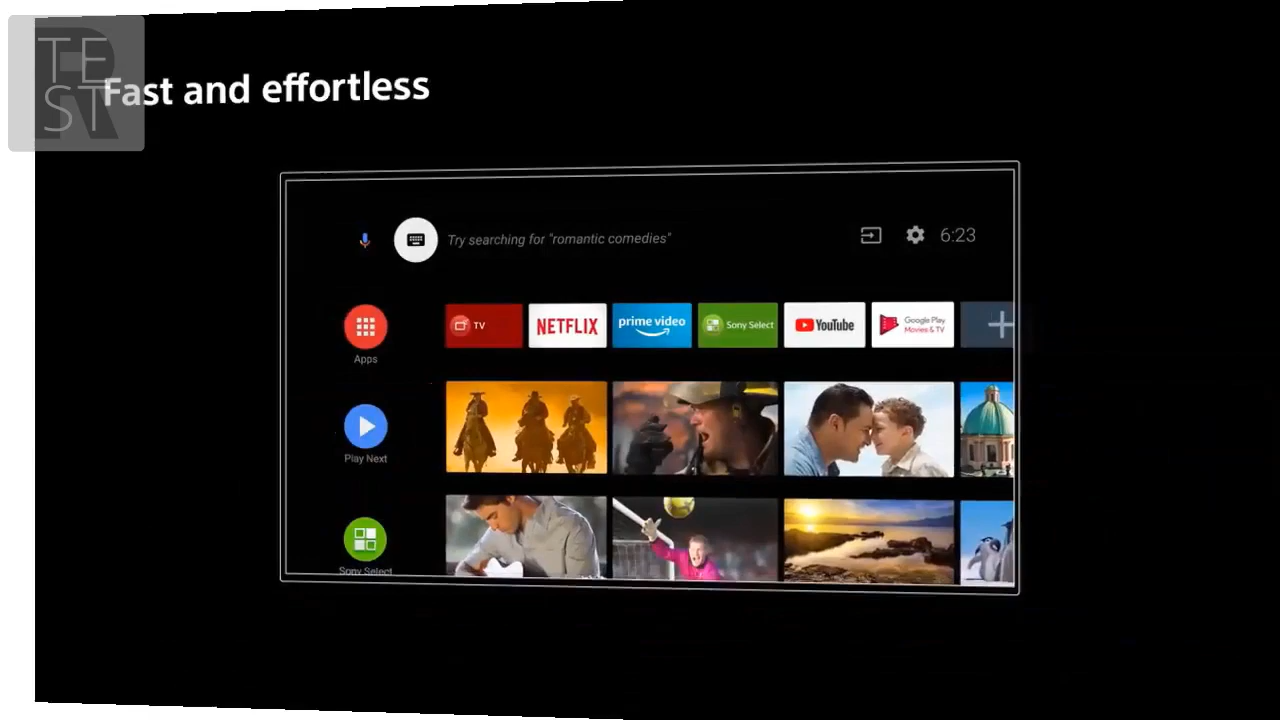 TE
ST
Fast and effortless
Try searching for "romantic comedies"
6:23
TV
NETFLIX
prime video
Sony Select
YouTube
Google Play
Movies & TV
Apps
Play Next
Sony Select